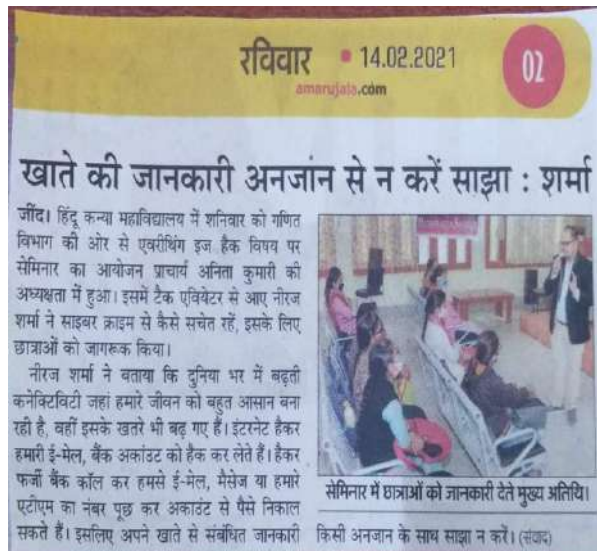 रविवार • 14.02.2021
amarujala.com
02
खाते की जानकारी अनजान से न करें साझा : शर्मा
जींद। हिंदू कन्या महाविद्यालय में शनिवार को गणित
विभाग की ओर से एवरीथिंग इज हैक विषय पर
सेमिनार का आयोजन प्राचार्य अनिता कुमारी की
अध्यक्षता में हुआ। इसमें टैक एवियेटर से आए नीरज
शर्मा ने साइबर क्राइम से कैसे सचेत रहें, इसके लिए
छात्राओं को जागरूक किया।
नीरज शर्मा ने बताया कि दुनिया भर में बढ़ती
कनेक्टिविटी जहां हमारे जीवन को बहुत आसान बना
रही है, वहीं इसके खतरे भी बढ़ गए हैं। इंटरनेट हैकर
हमारी ई-मेल, बैंक अकांउट को हैक कर लेते हैं। हैकर
फर्जी बैंक कॉल कर हमसे ई-मेल, मैसेज या हमारे
एटीएम का नंबर पूछ कर अकाउंट से पैसे निकाल
सकते हैं। इसलिए अपने खाते से संबंधित जानकारी
सेमिनार में छात्राओं को जानकारी देते मुख्य अतिथि।
किसी अनजान के साथ साझा न करें। (संवाद)